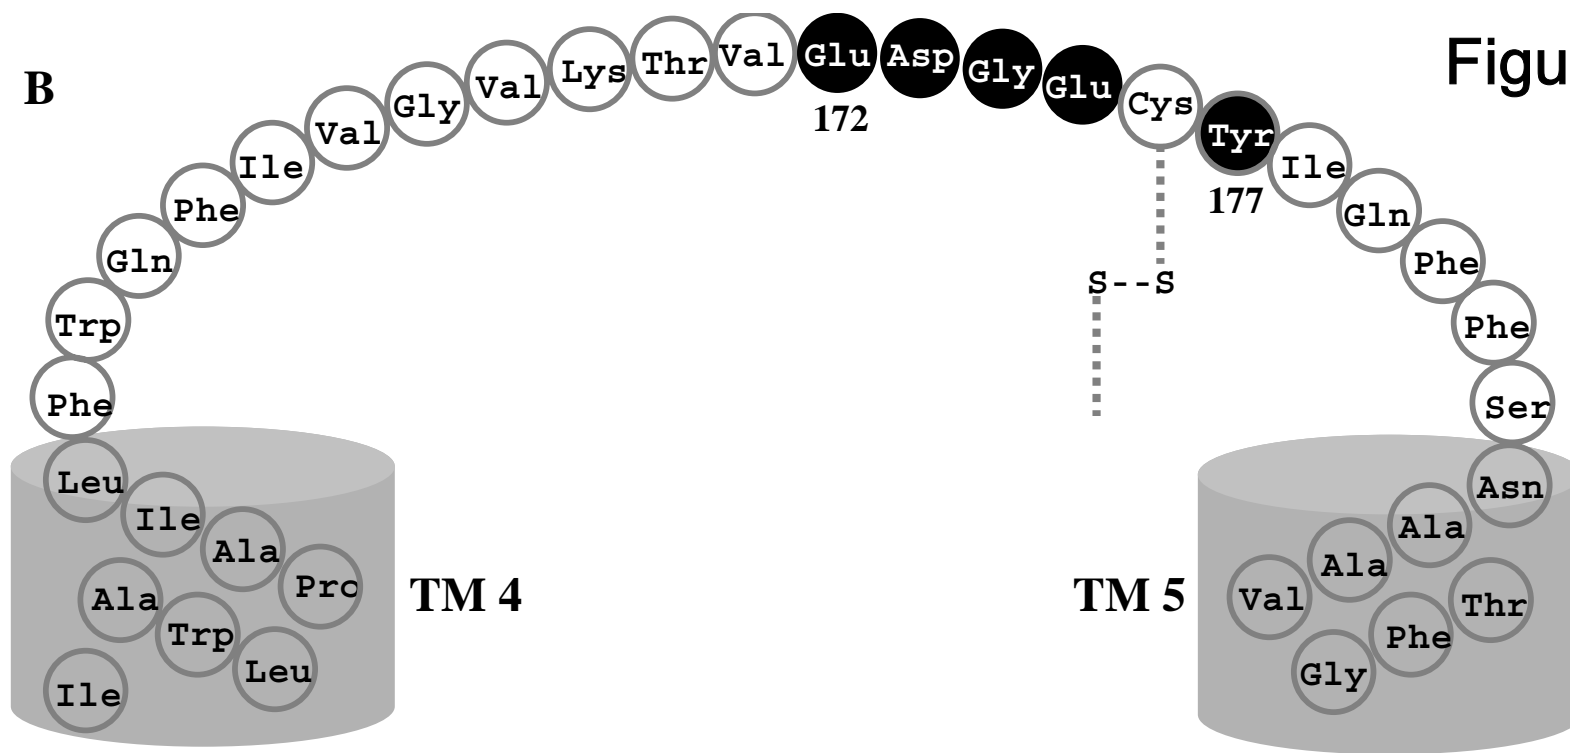 B
Figu
Phe
Trp
Gln
Phe
Ile
Val
Gly
Val
Lys
Thr
Val
Glu
Asp
Gly
Glu
Cys
Tyr
Ile
Gln
Phe
Phe
Ser
172
177
S--S
Leu
Ile
Ala
Pro
Ala
Trp
Leu
Ile
TM 4
TM 5
Asn
Ala
Ala
Val
Thr
Phe
Gly